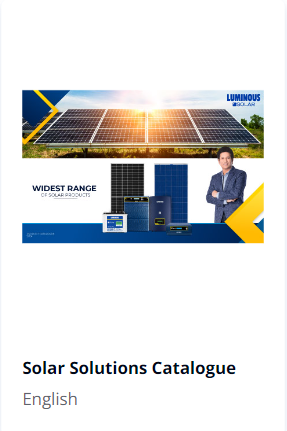 LUMINOUS
SOLAR
WIDEST RANGE
OF SOLAR PRODUCTS
Solar Solutions Catalogue
English